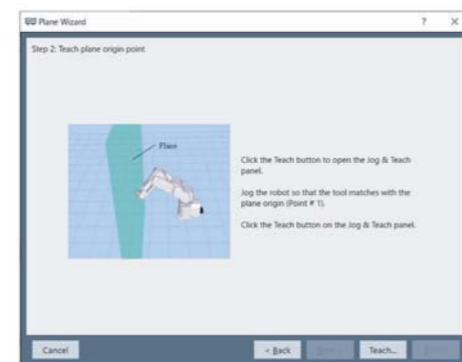 Plane Wizard
?
Step 2: Teach plane origin point
Plane
Click the Teach button to open the Jog & Teach
panel.
Jog the robot so that the tool matches with the
plane origin (Point # 1).
Click the Teach button on the Jog & Teach panel.
Cancel
< Back
Teach...